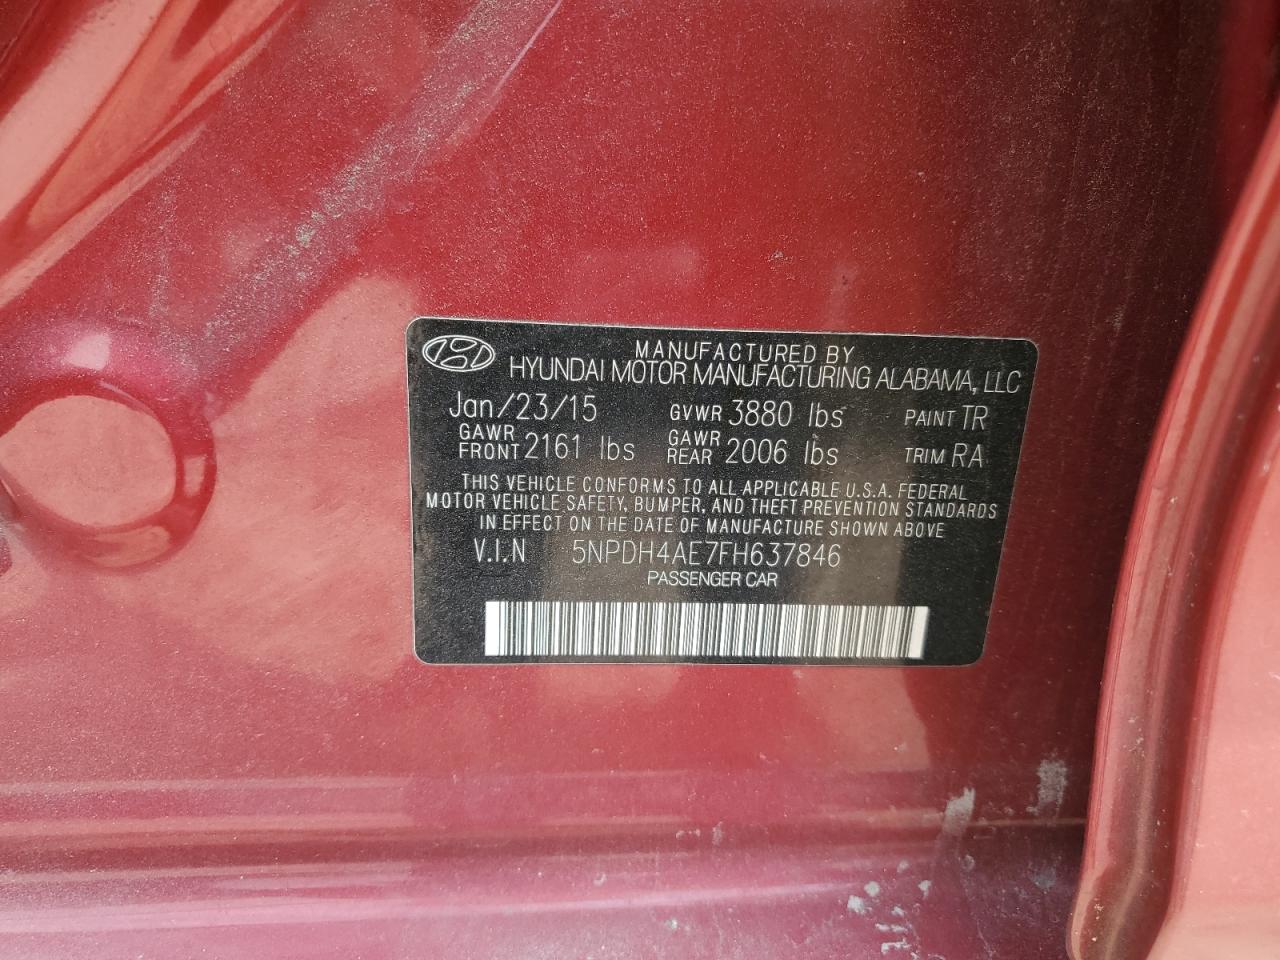 MANUFACTURED BY
HYUNDAI MOTOR MANUFACTURING ALABAMA, LLC
Jan/23/15 GVWR 3880 lbs PAINT TR
GAWR FRONT 2161 lbs GAWR REAR 2006 lbs TRIM RA
THIS VEHICLE CONFORMS TO ALL APPLICABLE U.S.A. FEDERAL
MOTOR VEHICLE SAFETY, BUMPER, AND THEFT PREVENTION STANDARDS
IN EFFECT ON THE DATE OF MANUFACTURE SHOWN ABOVE
V.I.N 5NPDH4AE7FH637846
PASSENGER CAR